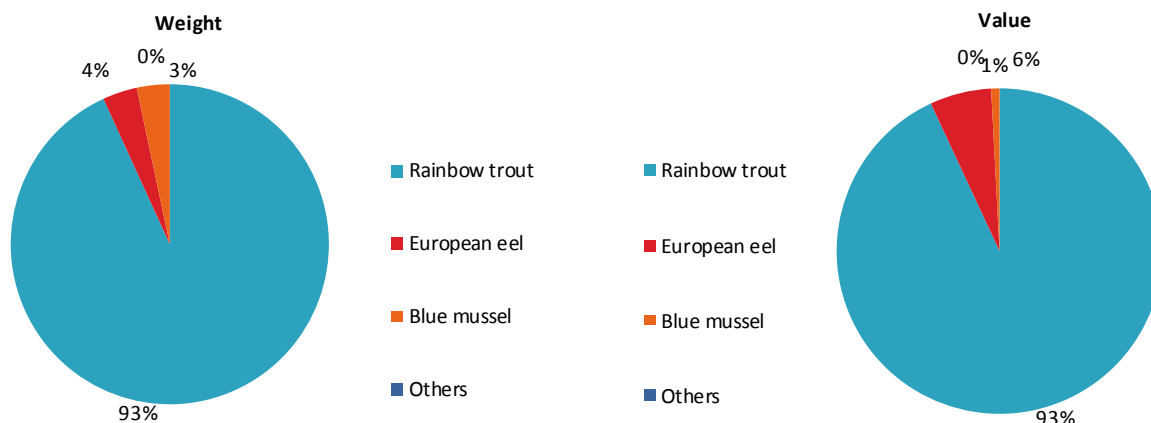 Weight
4%
0%
3%
93%
Rainbow trout
European eel
Blue mussel
Others
Value
0%
1%
6%
Rainbow trout
European eel
Blue mussel
Others
93%